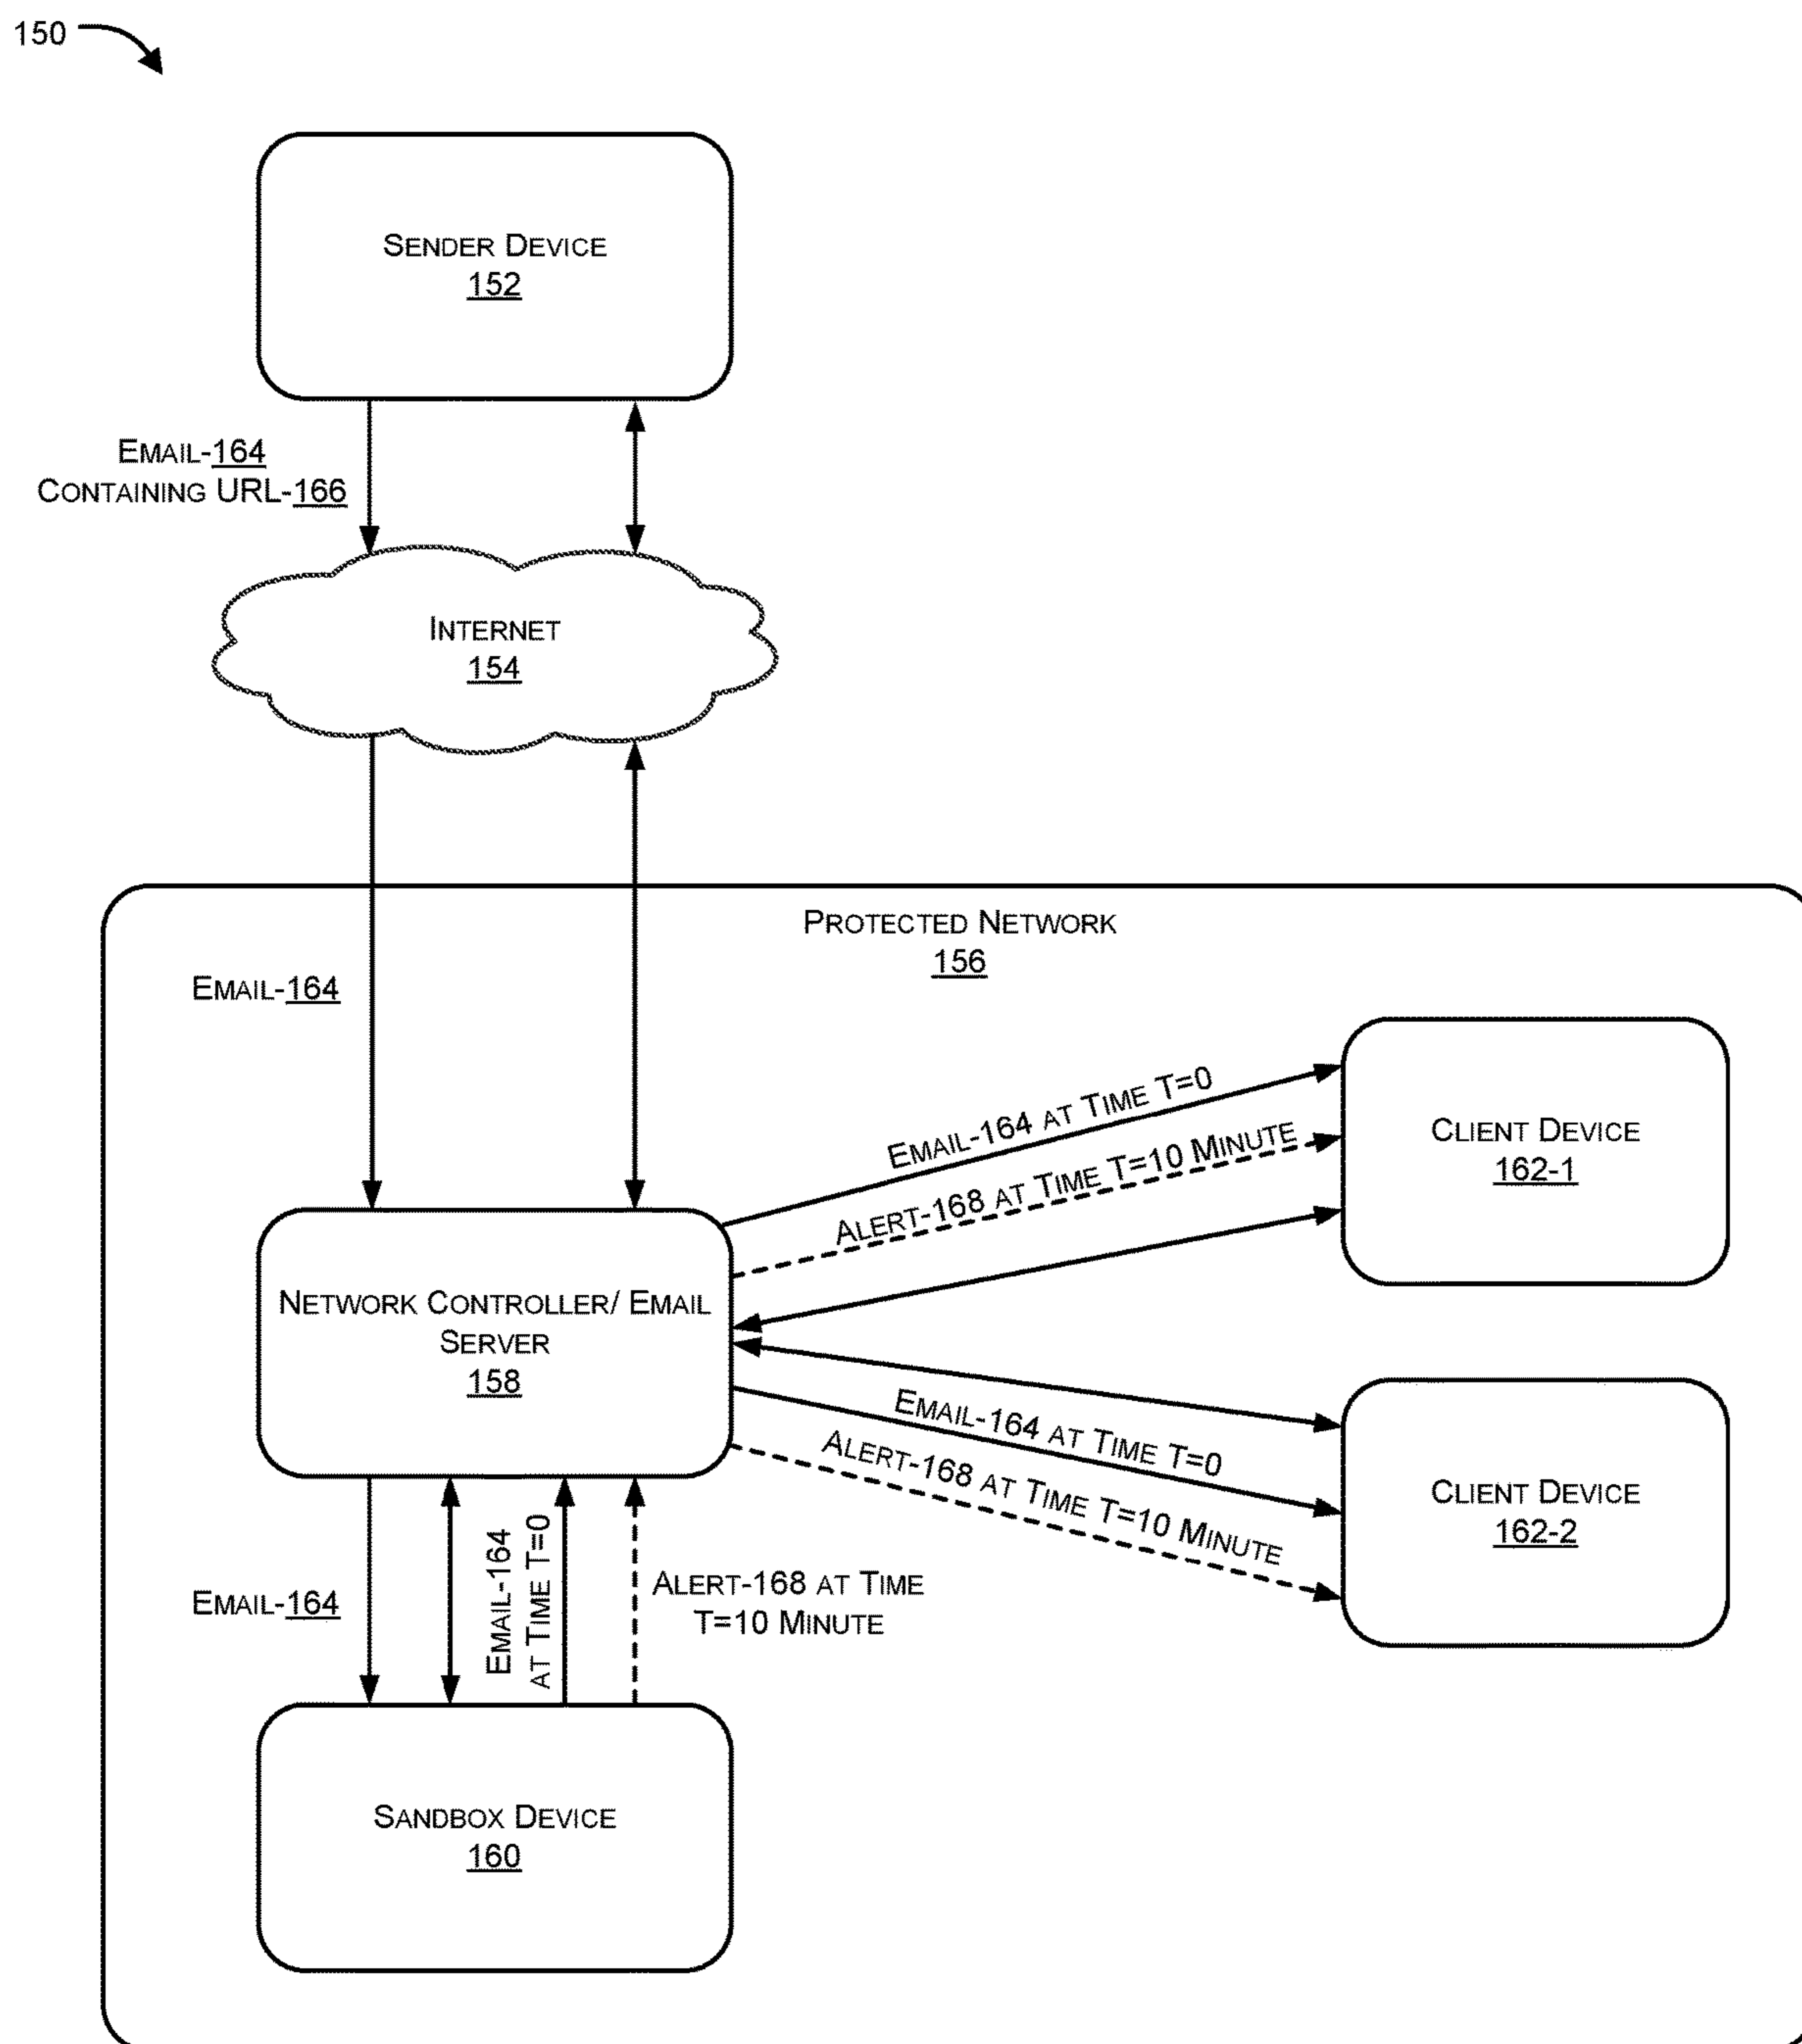 150
SENDER DEVICE
152
EMAIL-164
CONTAINING URL-166
INTERNET
154
PROTECTED NETWORK
156
EMAIL-164
EMAIL-164 AT TIME T=0
ALERT-168 AT TIME T=10 MINUTE
CLIENT DEVICE
162-1
NETWORK CONTROLLER/ EMAIL
SERVER
158
EMAIL-164 AT TIME T=0
ALERT-168 AT TIME T=10 MINUTE
CLIENT DEVICE
162-2
EMAIL-164
EMAIL-164
AT TIME T=0
ALERT-168 AT TIME
T=10 MINUTE
SANDBOX DEVICE
160